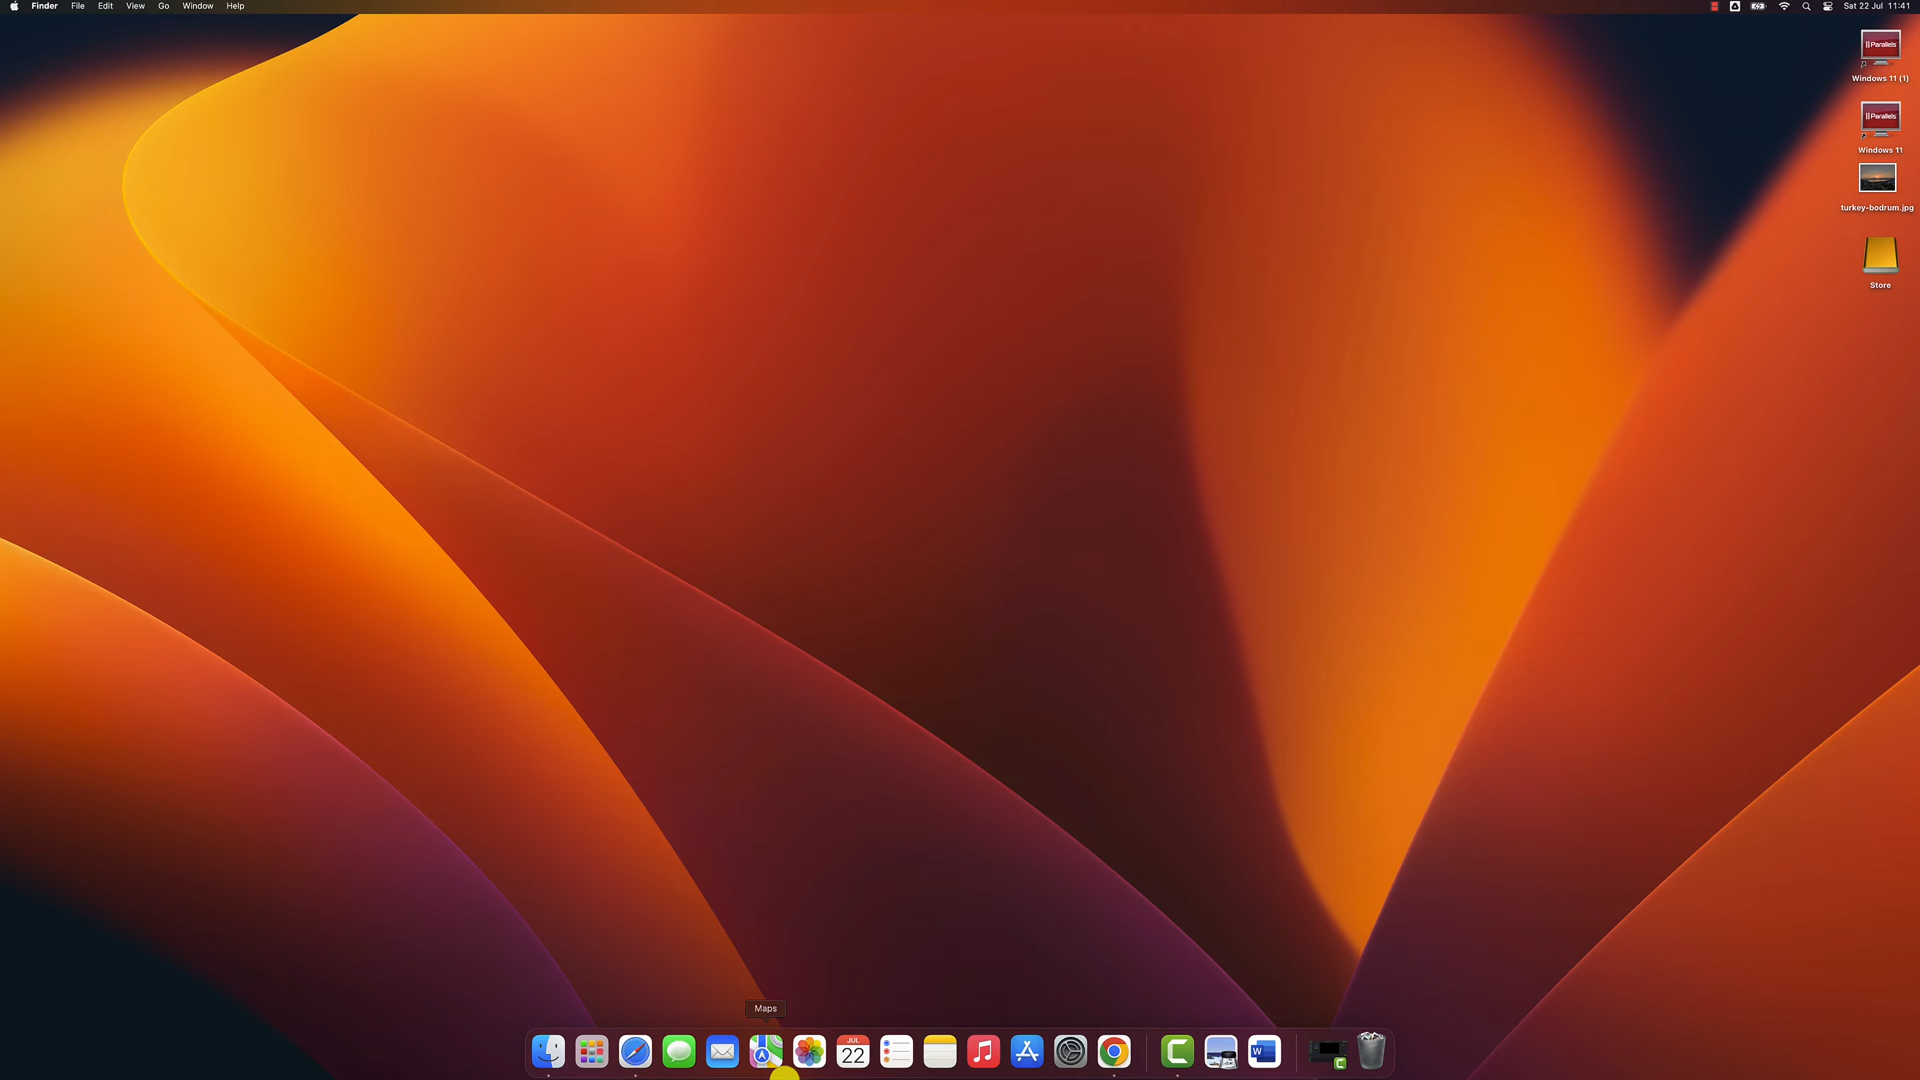 Finder File Edit View Go Window Help Sat 22 Jul 11:41
Parallels
Windows 11 (1)
Parallels
Windows 11
turkey-bodrum.jpg
Store
Maps
JUL
22
W